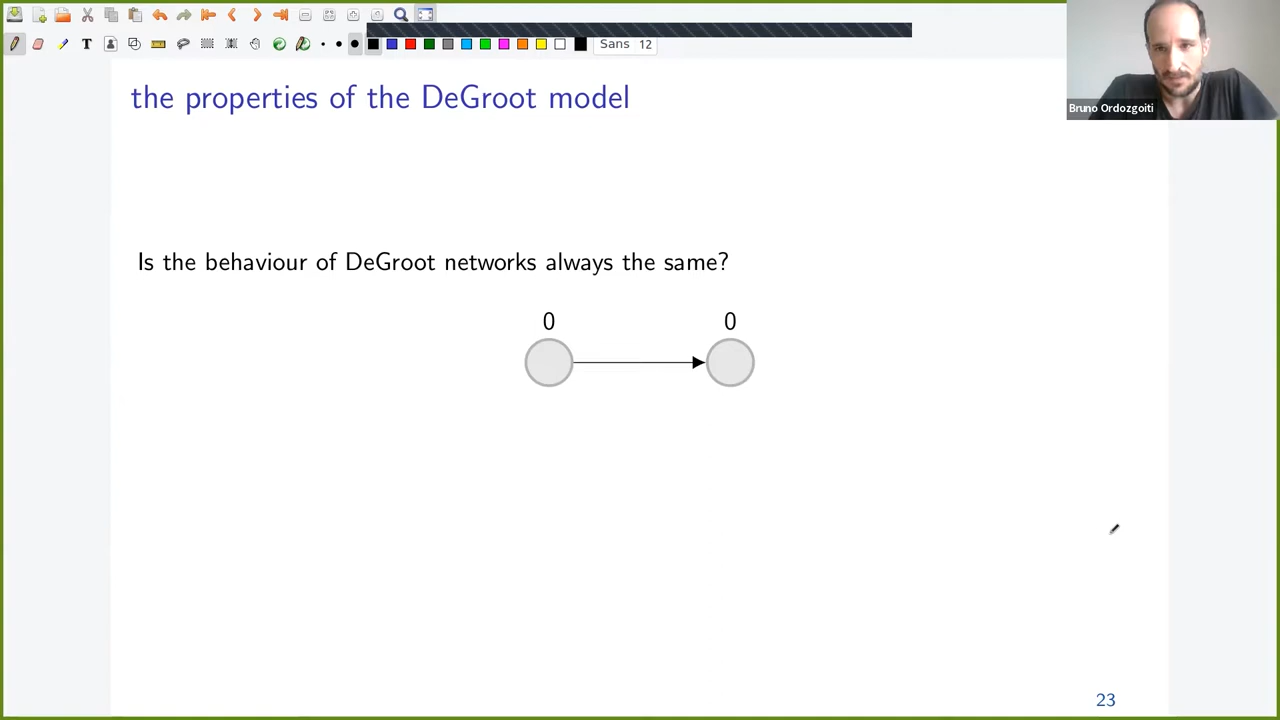 T
Sans 12
the properties of the DeGroot model
Bruno Ordozgoiti
Is the behaviour of DeGroot networks always the same?
0 0
23